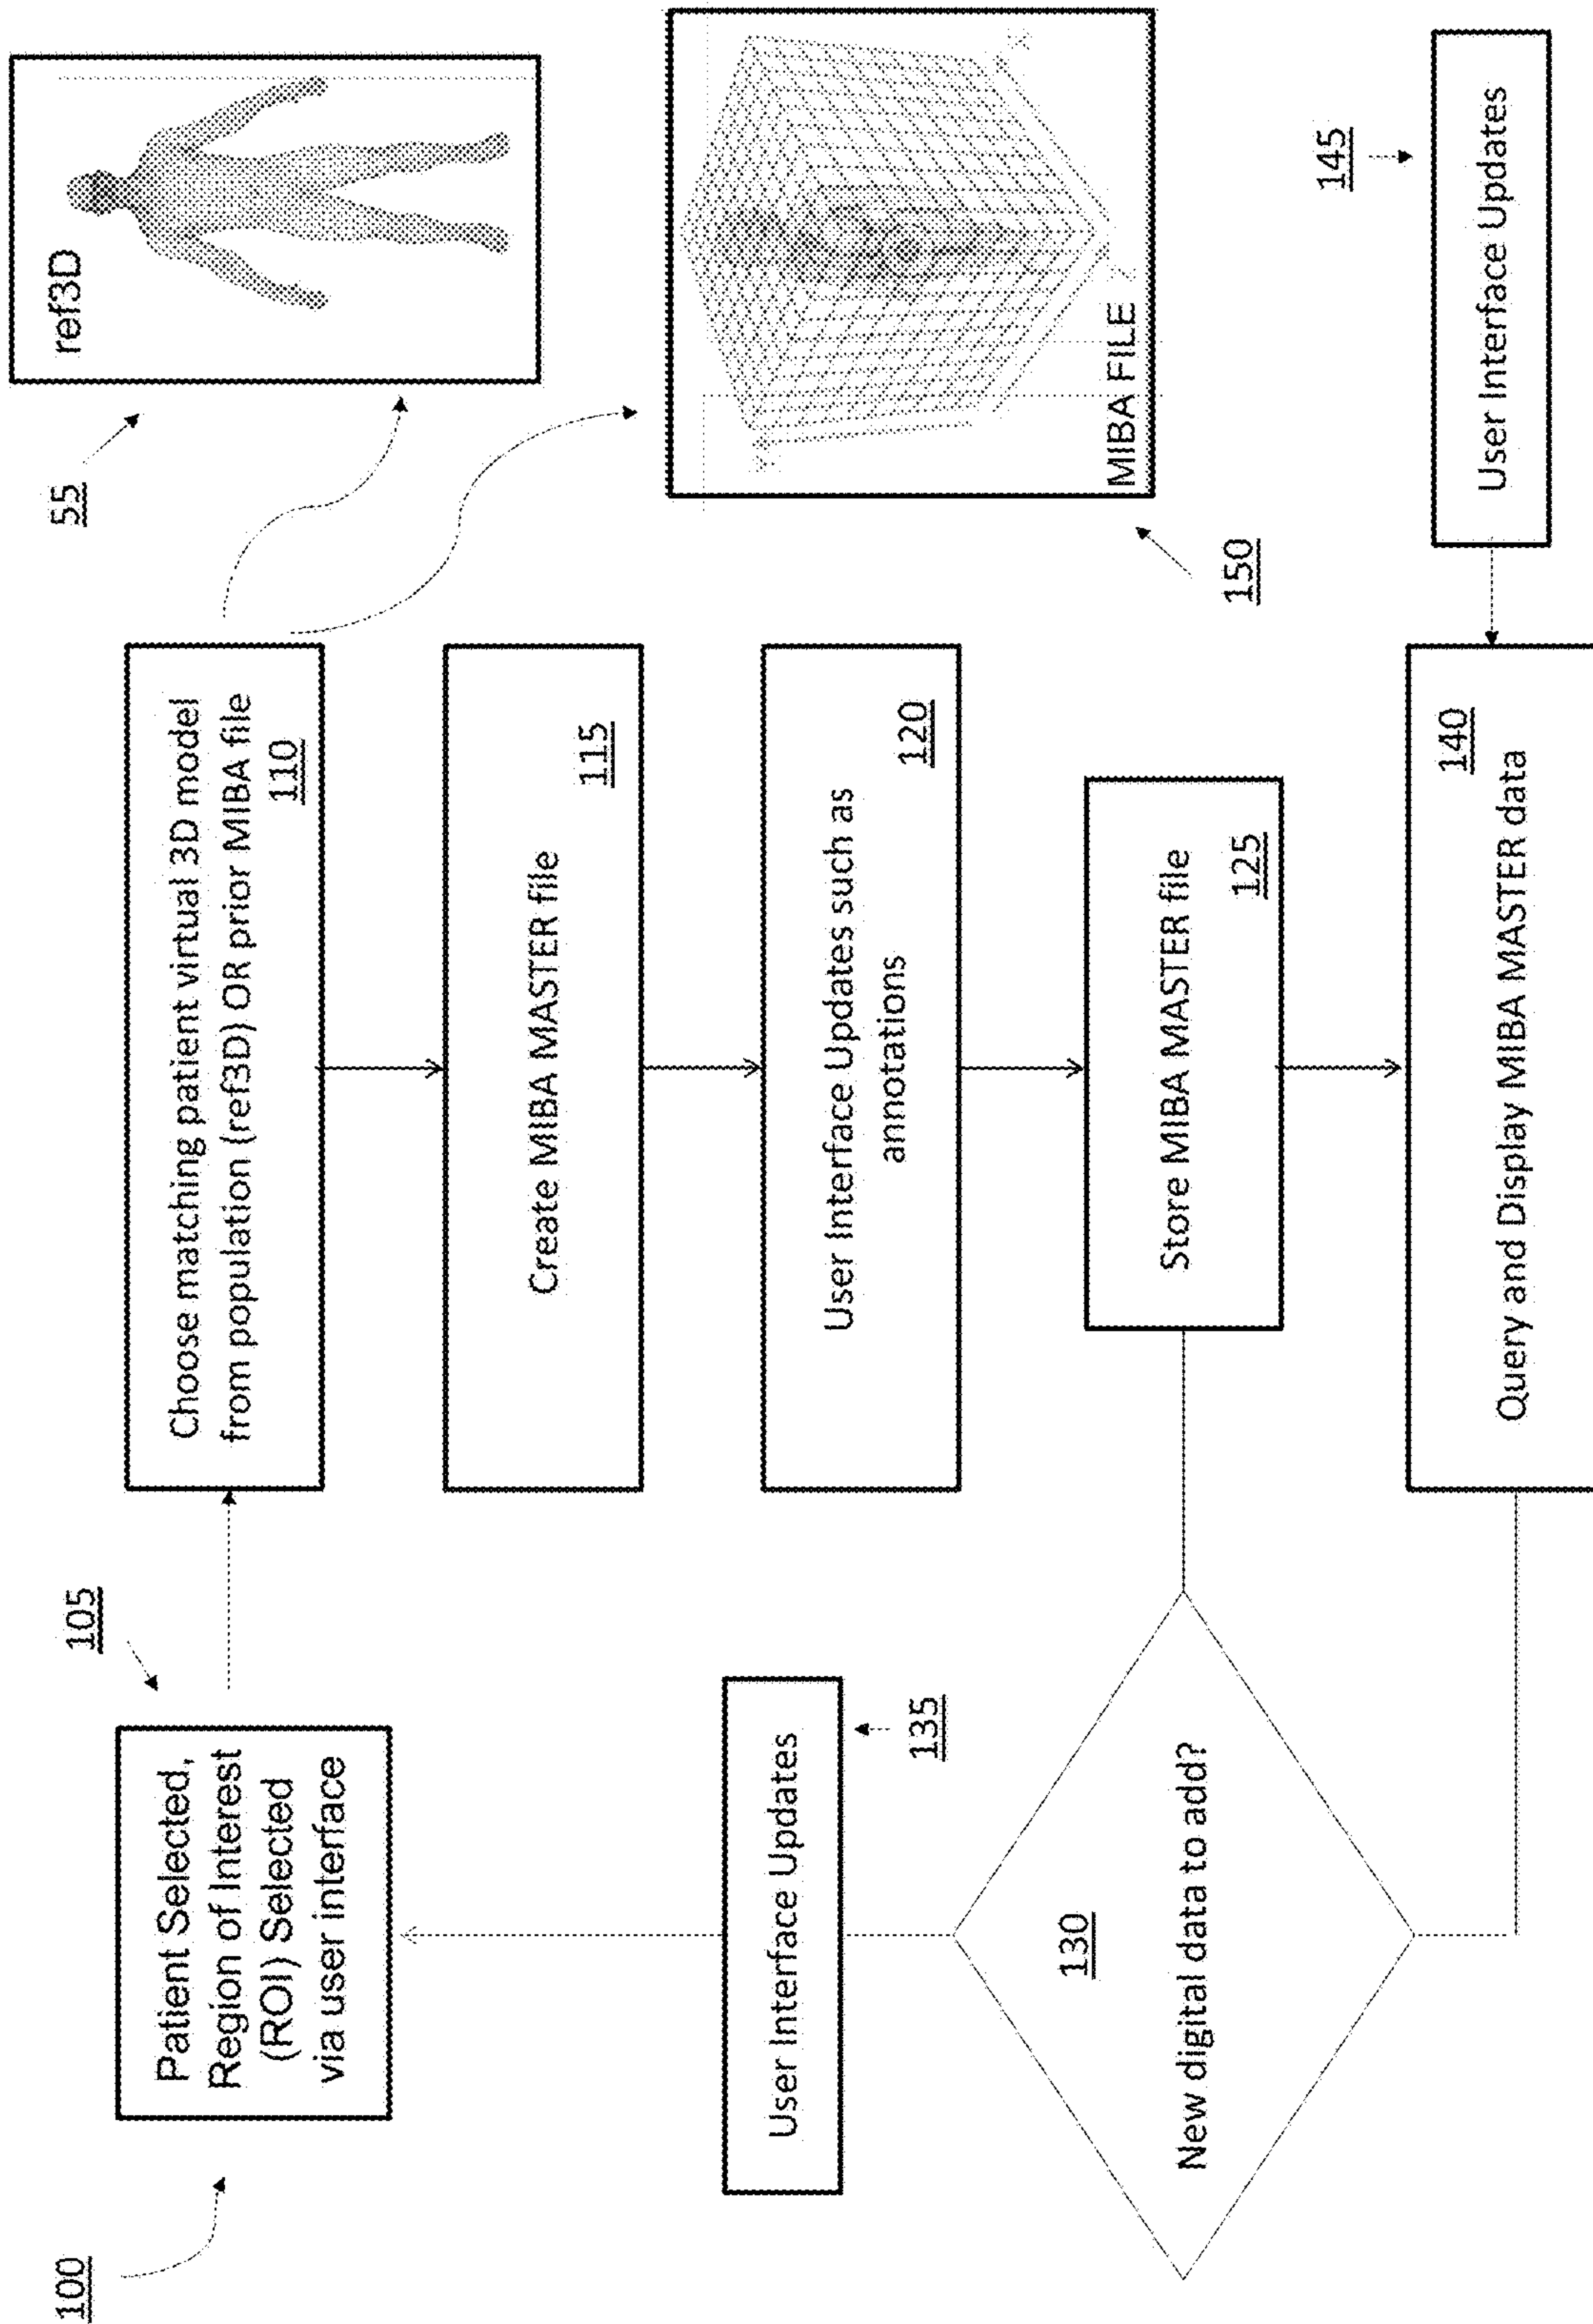 100
105
Patient Selected,
Region of Interest
(ROI) Selected
via user interface
Choose matching patient virtual 3D model
from population (ref3D) OR prior MIBA file
110
55
ref3D
Create MIBA MASTER file
115
150
MIBA FILE
Z
X
Y
User Interface Updates
135
User Interface Updates such as
annotations
120
130
New digital data to add?
Store MIBA MASTER file
125
140
Query and Display MIBA MASTER data
145
User Interface Updates